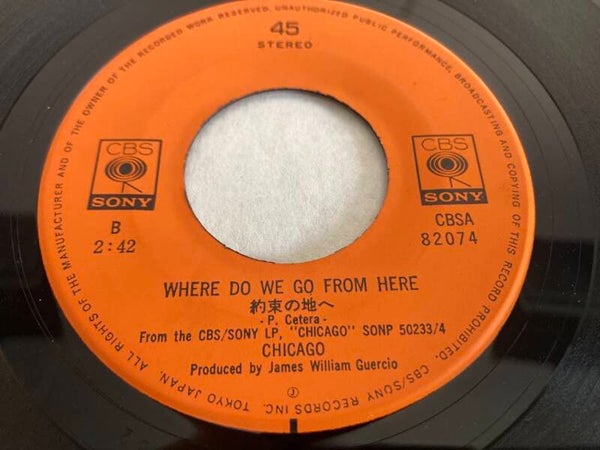 45
STEREO
CBS
SONY
CBS
SONY
B
2:42
CBSA
82074
WHERE DO WE GO FROM HERE
約束の地へ
- P. Cetera -
From the CBS/SONY LP, "CHICAGO" SONP 50233/4
CHICAGO
Produced by James William Guercio
Ⓙ
ALL RIGHTS OF THE MANUFACTURER AND OF THE OWNER OF THE RECORDED WORK RESERVED. UNAUTHORIZED PUBLIC PERFORMANCE, BROADCASTING AND COPYING OF THIS RECORD PROHIBITED. CBS/SONY RECORDS INC. TOKYO JAPAN.